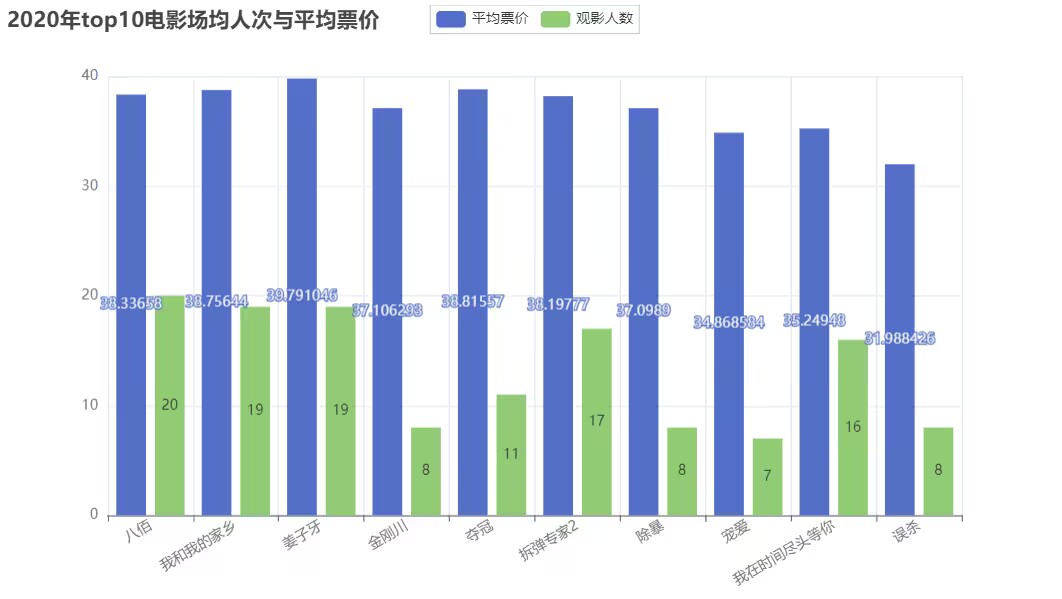 2020年top10电影场均人次与平均票价
平均票价 观影人数
40
30
20
10
0
38.33658 38.75644 39.791046 37.106293 38.81557 38.19777 37.0989 34.868584 35.24948 31.988426
20 19 19 8 11 17 8 7 16 8
八佰 我和我的家乡 姜子牙 金刚川 夺冠 拆弹专家2 除暴 宠爱 我在时间尽头等你 误杀